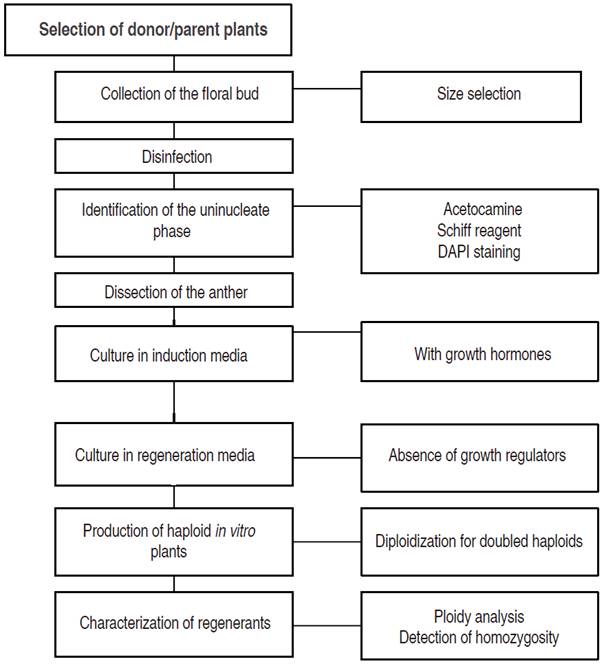 Selection of donor/parent plants
Collection of the floral bud
Size selection
Disinfection
Identification of the uninucleate
phase
Acetocamine
Schiff reagent
DAPI staining
Dissection of the anther
Culture in induction media
With growth hormones
Culture in regeneration media
Absence of growth regulators
Production of haploid in vitro
plants
Diploidization for doubled haploids
Characterization of regenerants
Ploidy analysis
Detection of homozygosity